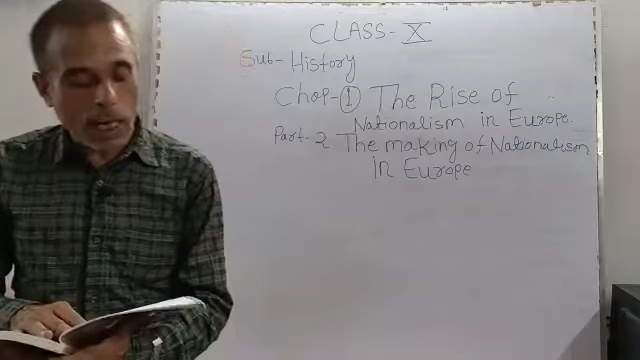 CLASS - X
Sub - History
Chap - 1 The Rise of
Nationalism in Europe.
Part - 2 The making of Nationalism
in Europe